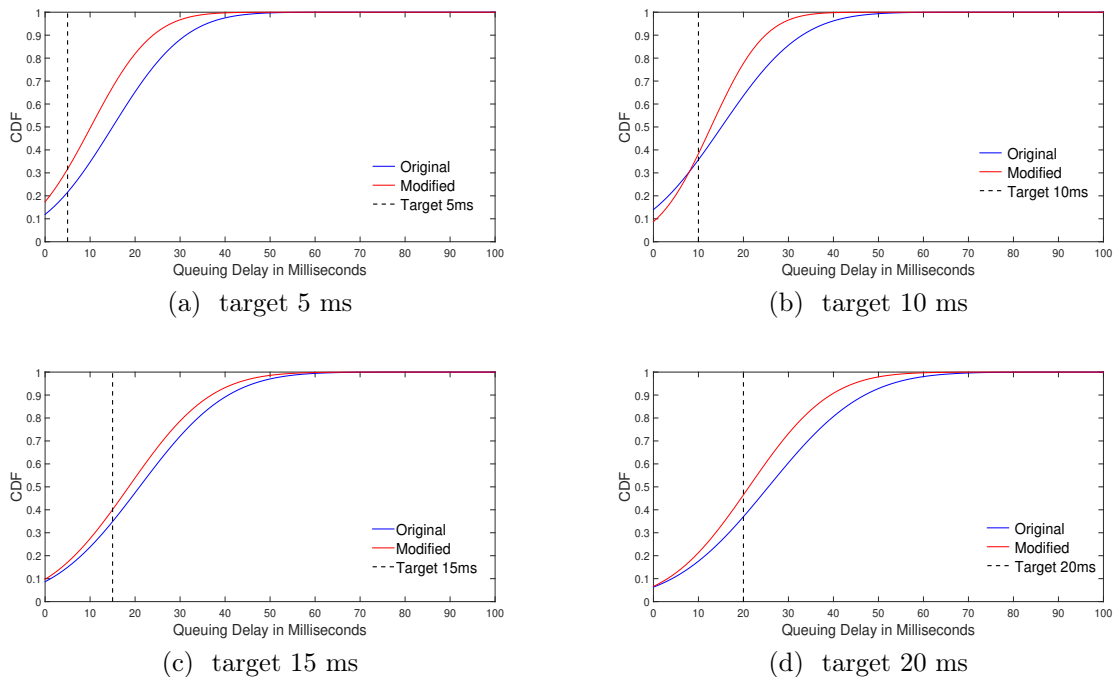 1
0.9
0.8
0.7
0.6
0.5
0.4
0.3
0.2
0.1
0
CDF
Original
Modified
Target 5ms
0 10 20 30 40 50 60 70 80 90 100
Queuing Delay in Milliseconds
(a) target 5 ms
1
0.9
0.8
0.7
0.6
0.5
0.4
0.3
0.2
0.1
0
CDF
Original
Modified
Target 10ms
0 10 20 30 40 50 60 70 80 90 100
Queuing Delay in Milliseconds
(b) target 10 ms
1
0.9
0.8
0.7
0.6
0.5
0.4
0.3
0.2
0.1
0
CDF
Original
Modified
Target 15ms
0 10 20 30 40 50 60 70 80 90 100
Queuing Delay in Milliseconds
(c) target 15 ms
1
0.9
0.8
0.7
0.6
0.5
0.4
0.3
0.2
0.1
0
CDF
Original
Modified
Target 20ms
0 10 20 30 40 50 60 70 80 90 100
Queuing Delay in Milliseconds
(d) target 20 ms